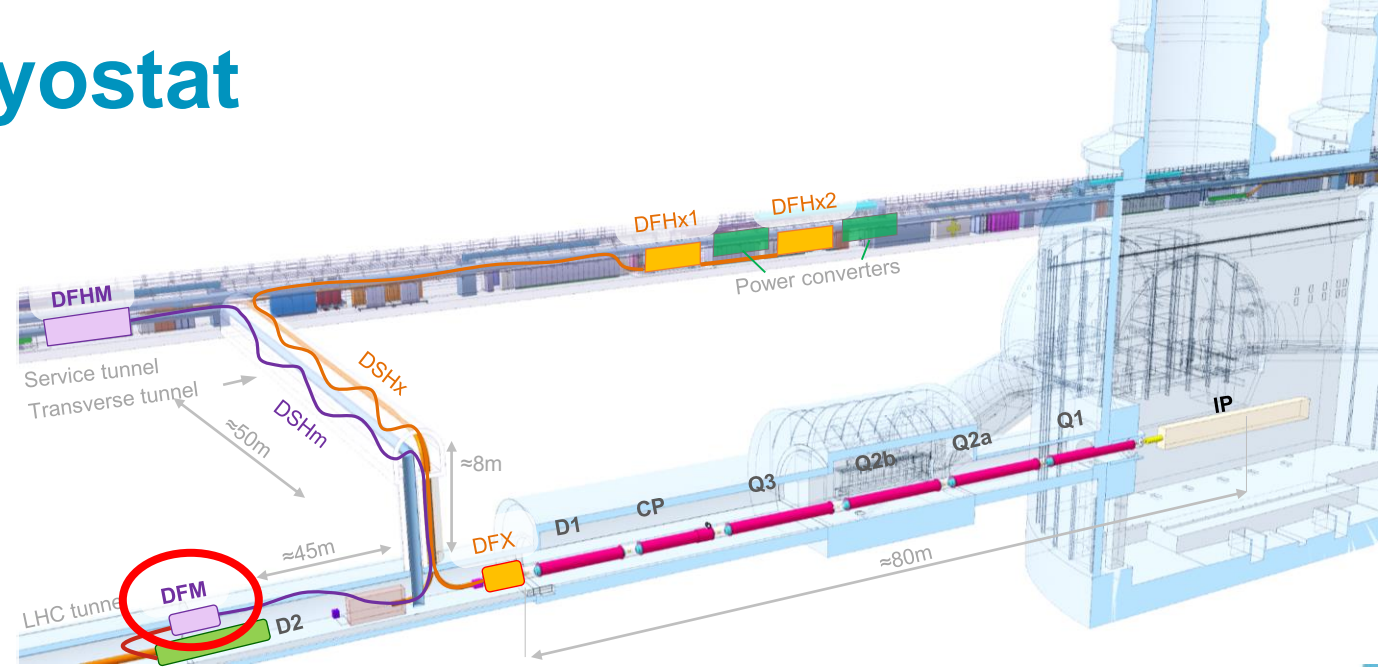 yostat
DFHx1
DFHx2
Power converters
DFHM
Service tunnel
Transverse tunnel
DSHx
DSHm
≈50m
≈8m
IP
Q1
Q2a
Q2b
Q3
CP
D1
DFX
≈80m
≈45m
DFM
LHC tunne
D2